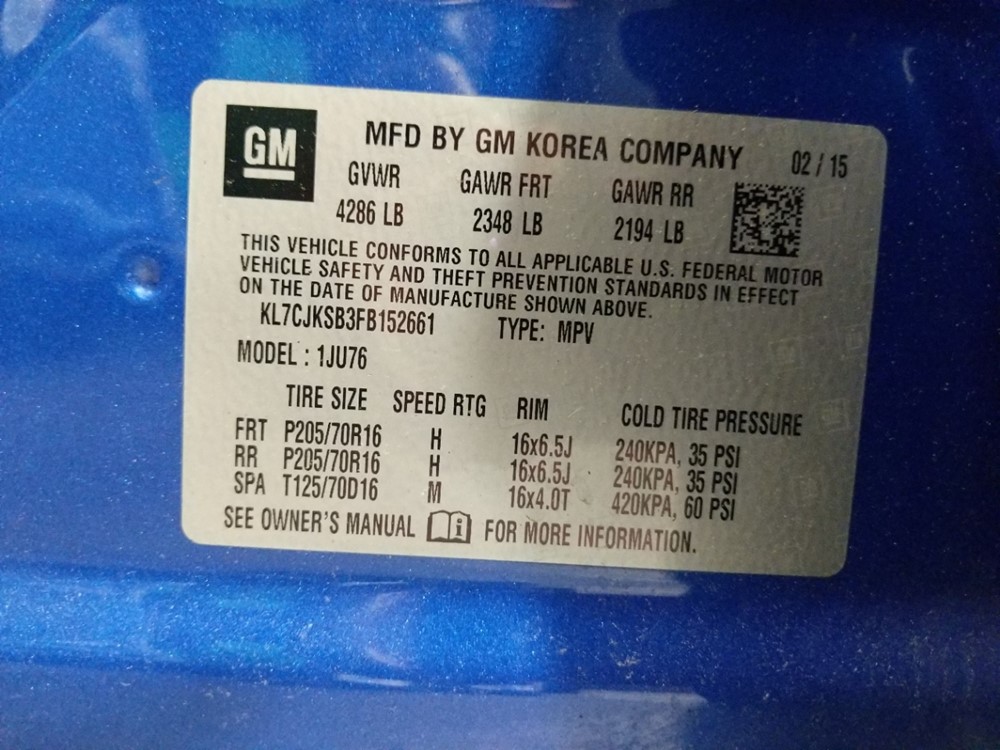 GM
MFD BY GM KOREA COMPANY 02 / 15
GVWR GAWR FRT GAWR RR
4286 LB 2348 LB 2194 LB
THIS VEHICLE CONFORMS TO ALL APPLICABLE U.S. FEDERAL MOTOR
VEHICLE SAFETY AND THEFT PREVENTION STANDARDS IN EFFECT
ON THE DATE OF MANUFACTURE SHOWN ABOVE.
KL7CJKSB3FB152661 TYPE: MPV
MODEL : 1JU76
TIRE SIZE SPEED RTG RIM COLD TIRE PRESSURE
FRT P205/70R16 H 16x6.5J 240KPA, 35 PSI
RR P205/70R16 H 16x6.5J 240KPA, 35 PSI
SPA T125/70D16 M 16x4.0T 420KPA, 60 PSI
SEE OWNER'S MANUAL i FOR MORE INFORMATION.